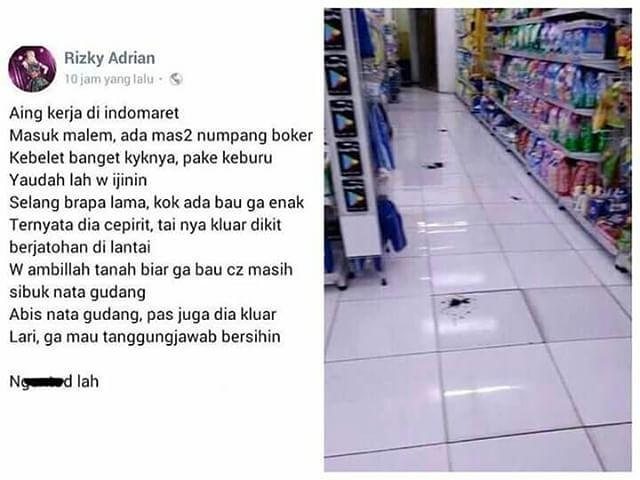 Rizky Adrian
10 jam yang lalu ·
Aing kerja di indomaret
Masuk malem, ada mas2 numpang boker
Kebelet banget kyknya, pake keburu
Yaudah lah w ijinin
Selang brapa lama, kok ada bau ga enak
Ternyata dia cepirit, tai nya kluar dikit
berjatohan di lantai
W ambillah tanah biar ga bau cz masih
sibuk nata gudang
Abis nata gudang, pas juga dia kluar
Lari, ga mau tanggungjawab bersihin
d lah